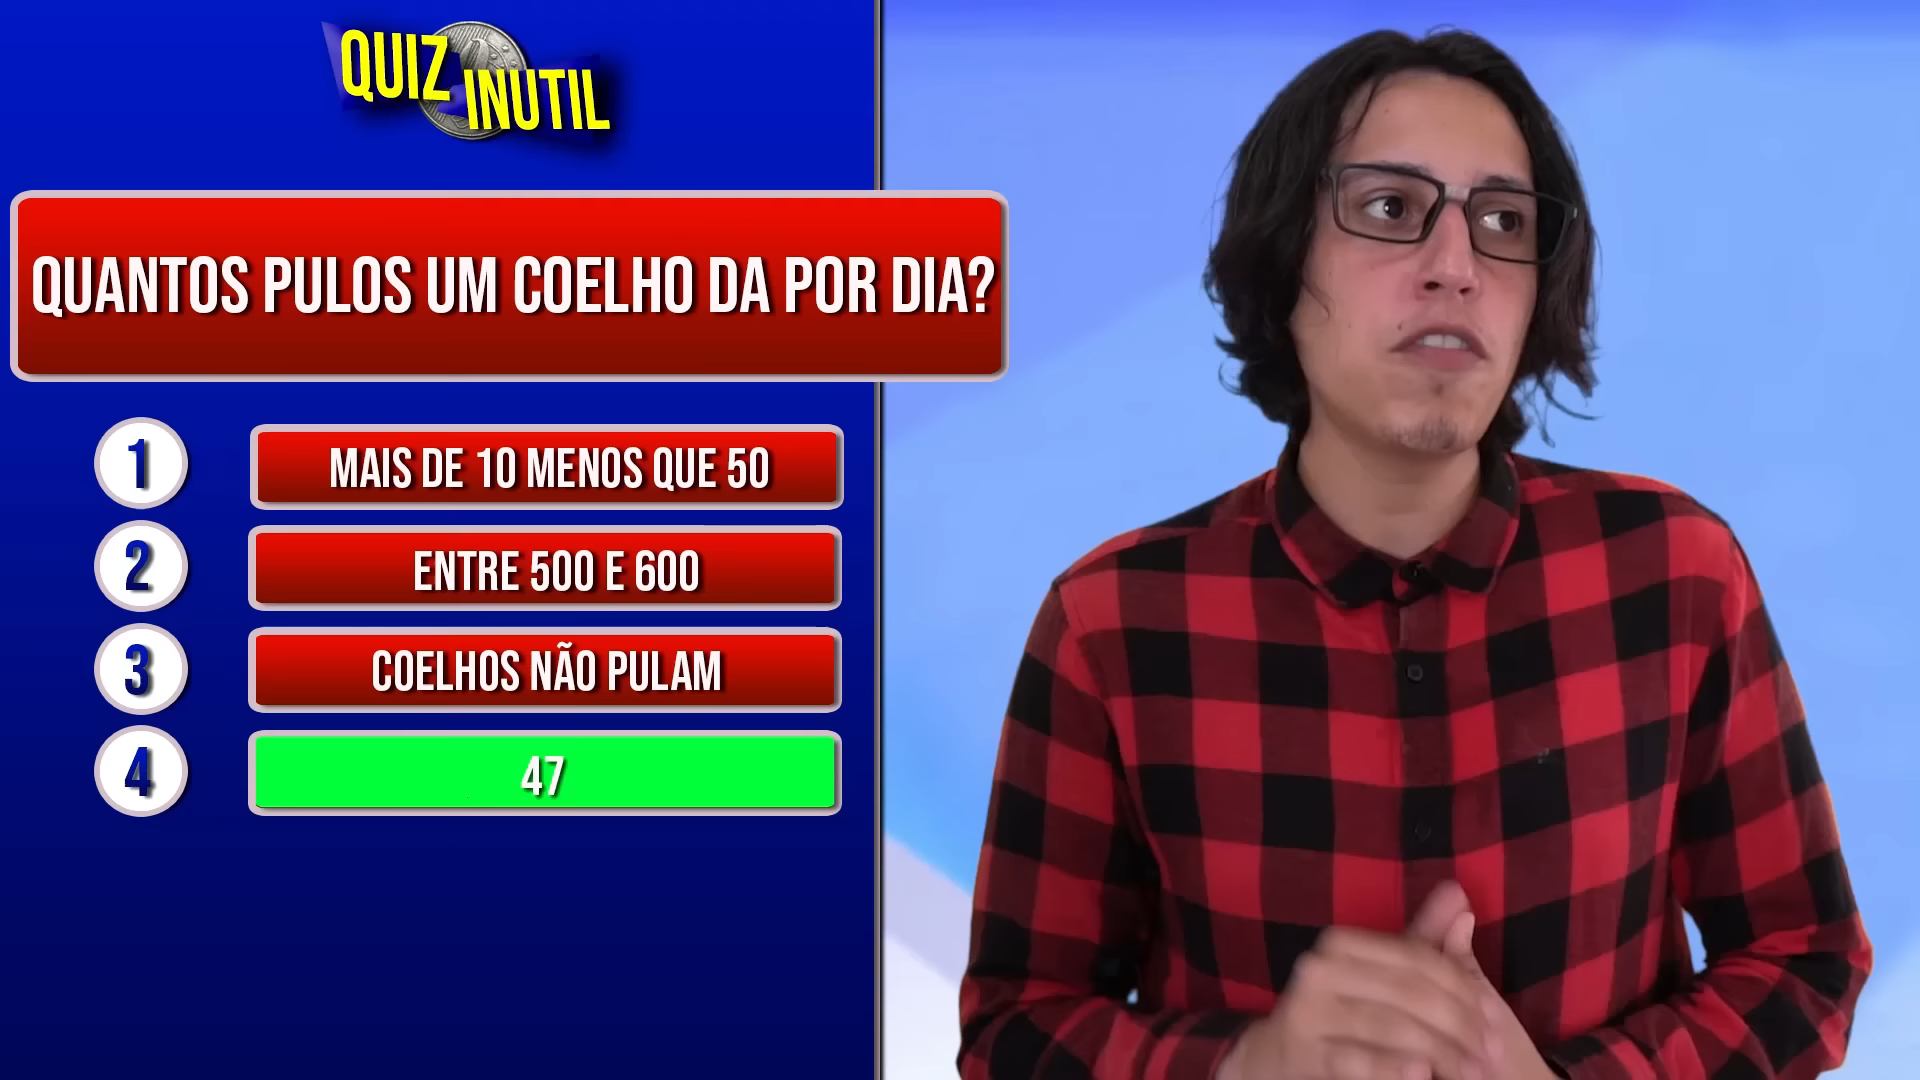 QUIZ
INUTIL
QUANTOS PULOS UM COELHO DA POR DIA?
1
MAIS DE 10 MENOS QUE 50
2
ENTRE 500 E 600
3
COELHOS NÃO PULAM
4
47